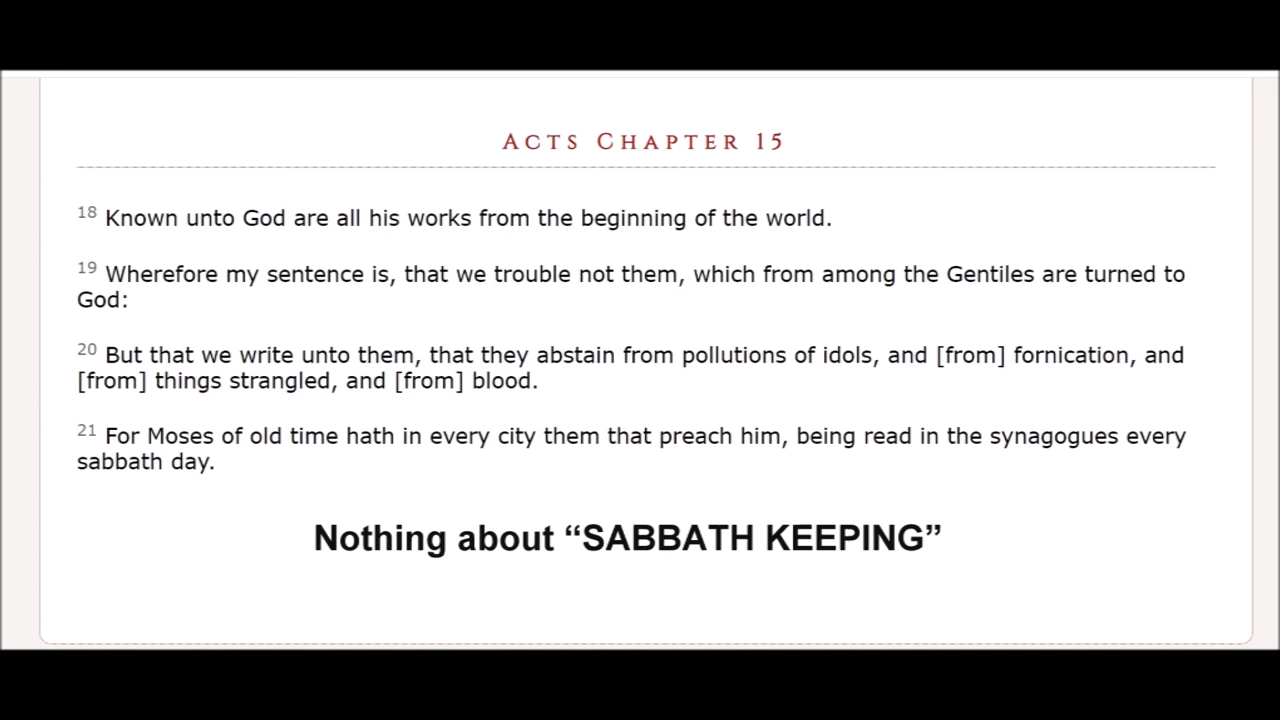 Acts Chapter 15
18 Known unto God are all his works from the beginning of the world.
19 Wherefore my sentence is, that we trouble not them, which from among the Gentiles are turned to
God:
20 But that we write unto them, that they abstain from pollutions of idols, and [from] fornication, and
[from] things strangled, and [from] blood.
21 For Moses of old time hath in every city them that preach him, being read in the synagogues every
sabbath day.
Nothing about “SABBATH KEEPING”